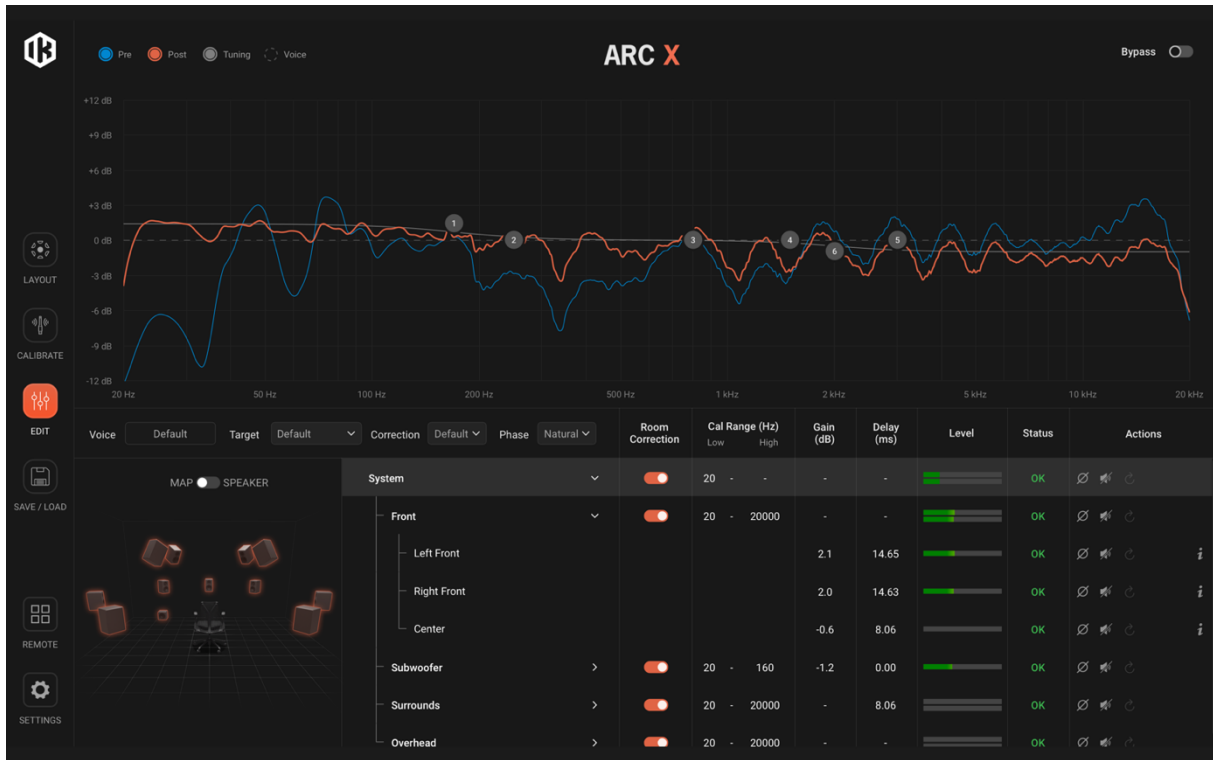 Pre Post Tuning Voice
ARC X
Bypass
+12 dB
+9 dB
+6 dB
+3 dB
0 dB
-3 dB
-6 dB
-9 dB
-12 dB
1
2
3
4
5
6
20 Hz 50 Hz 100 Hz 200 Hz 500 Hz 1 kHz 2 kHz 5 kHz 10 kHz 20 kHz
LAYOUT
CALIBRATE
EDIT
SAVE / LOAD
REMOTE
SETTINGS
Voice Default Target Default Correction Default Phase Natural
Room Correction Cal Range (Hz) Low High Gain (dB) Delay (ms) Level Status Actions
MAP SPEAKER
System 20 - - - - OK
Front 20 - 20000 - - OK
Left Front 2.1 14.65 OK i
Right Front 2.0 14.63 OK i
Center -0.6 8.06 OK i
Subwoofer 20 - 160 -1.2 0.00 OK
Surrounds 20 - 20000 - 8.06 OK
Overhead 20 - 20000 - - OK